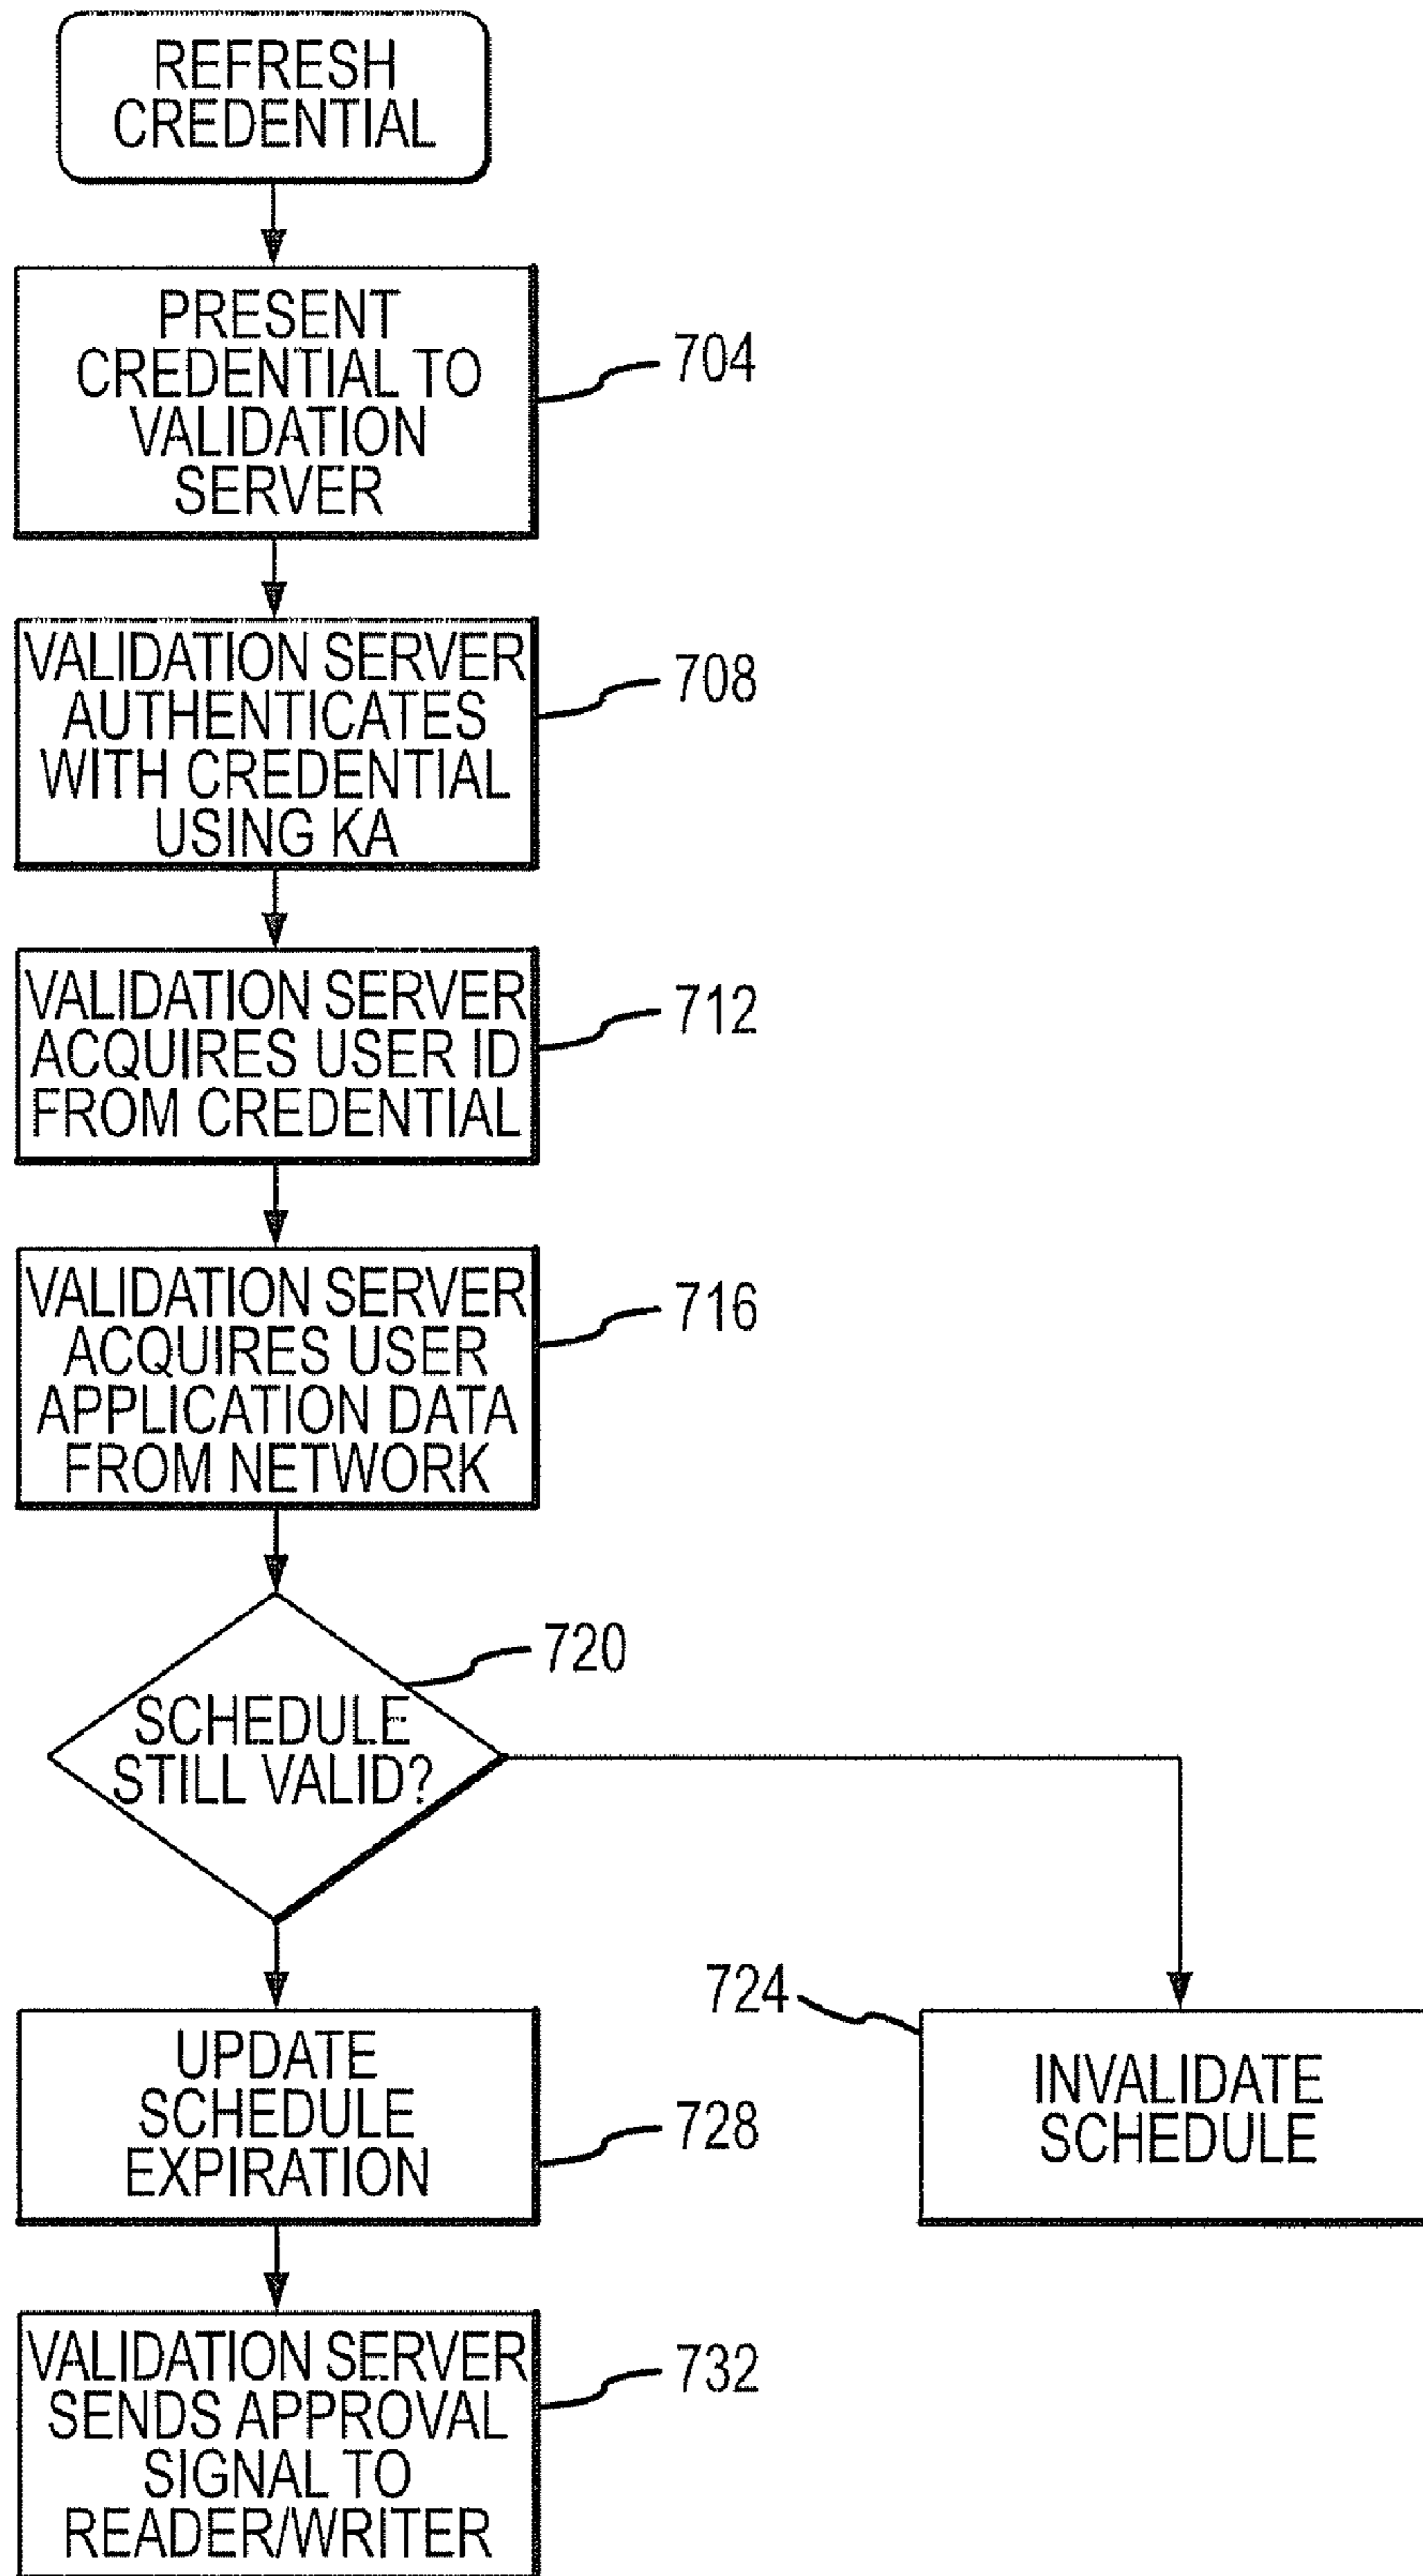 REFRESH
CREDENTIAL
PRESENT
CREDENTIAL TO
VALIDATION
SERVER
704
VALIDATION SERVER
AUTHENTICATES
WITH CREDENTIAL
USING KA
708
VALIDATION SERVER
ACQUIRES USER ID
FROM CREDENTIAL
712
VALIDATION SERVER
ACQUIRES USER
APPLICATION DATA
FROM NETWORK
716
720
SCHEDULE
STILL VALID?
724
INVALIDATE
SCHEDULE
UPDATE
SCHEDULE
EXPIRATION
728
VALIDATION SERVER
SENDS APPROVAL
SIGNAL TO
READER/WRITER
732